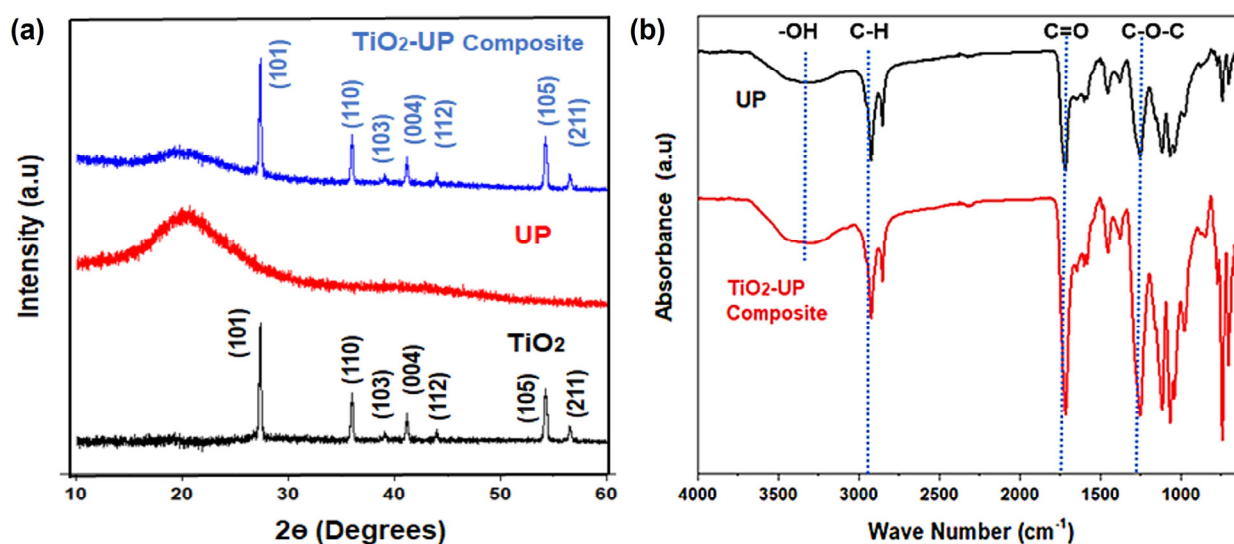 (a)
TiO2-UP Composite
(101)
(110)
(103)
(004)
(112)
(105)
(211)
UP
TiO2
(101)
(110)
(103)
(004)
(112)
(105)
(211)
Intensity (a.u)
10 20 30 40 50 60
2ɵ (Degrees)
(b)
-OH C-H C=O C-O-C
UP
TiO2-UP
Composite
Absorbance (a.u)
4000 3500 3000 2500 2000 1500 1000
Wave Number (cm-1)